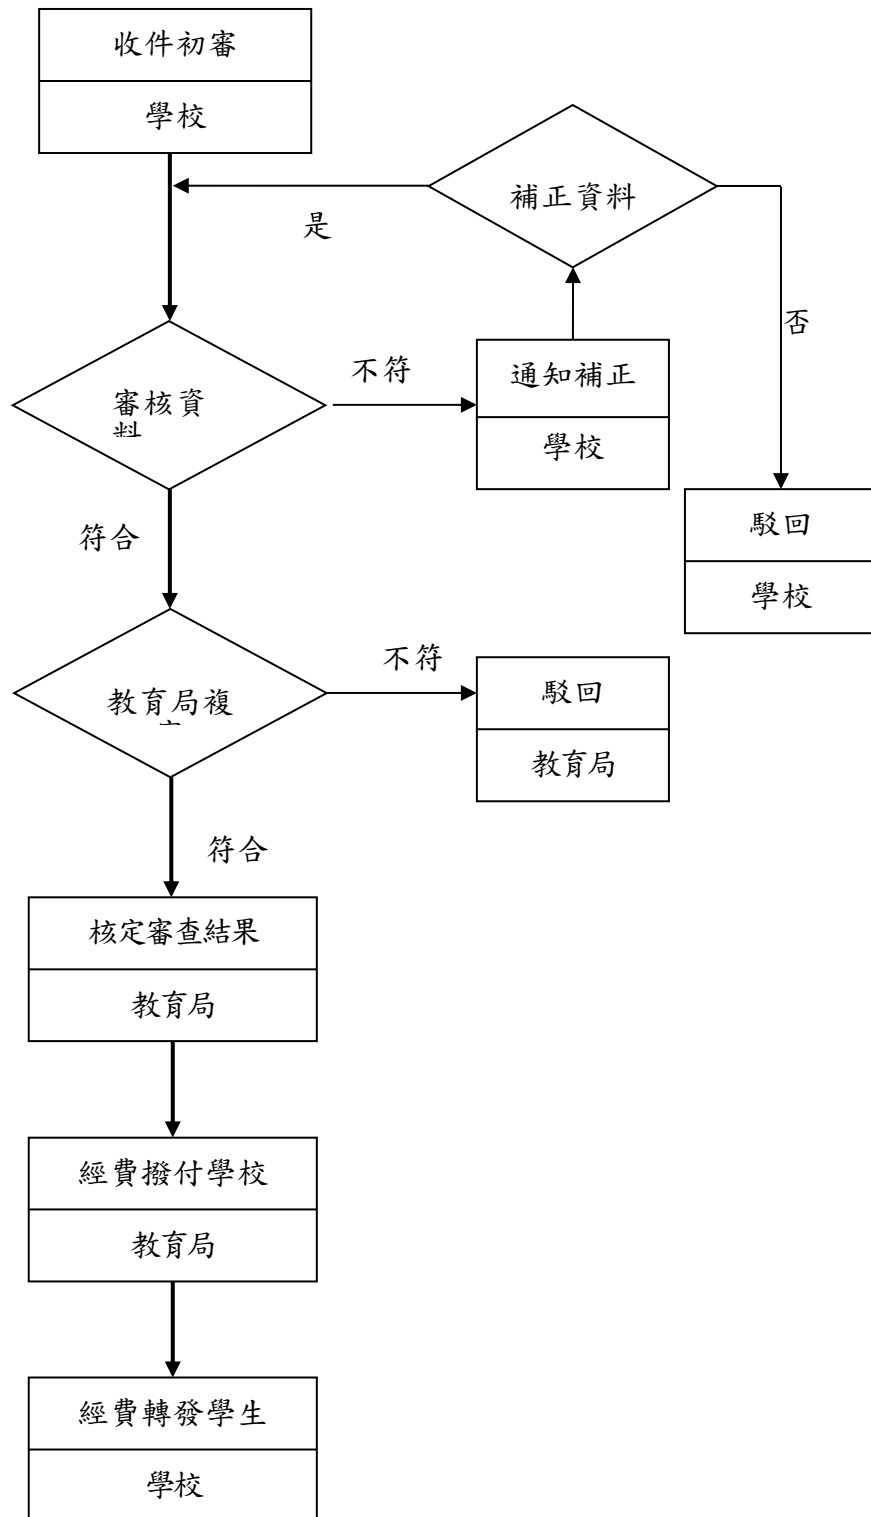 收件初審
學校
補正資料
是
否
不符
通知補正
學校
審核資
料
符合
駁回
學校
不符
教育局複
駁回
教育局
符合
核定審查結果
教育局
經費撥付學校
教育局
經費轉發學生
學校